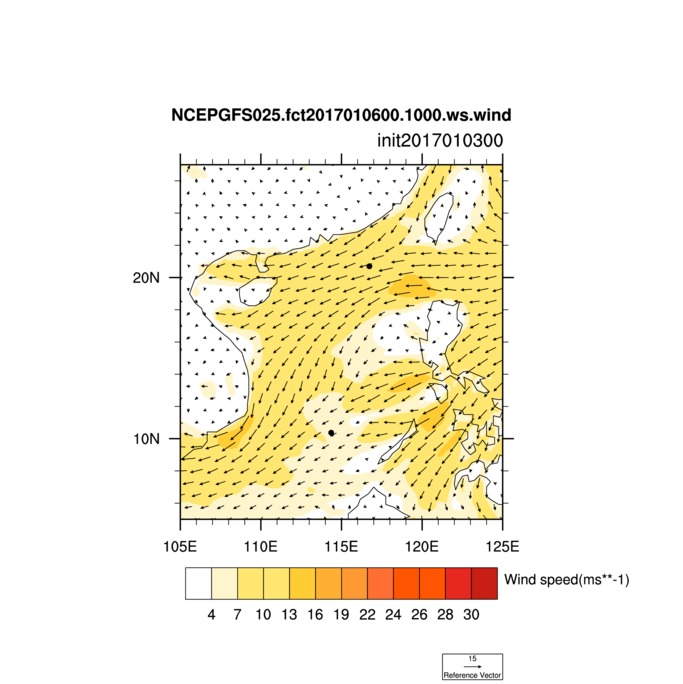 NCEPGFS025.fct2017010600.1000.ws.wind
init2017010300
20N
10N
105E 110E 115E 120E 125E
Wind speed(ms**-1)
4 7 10 13 16 19 22 24 26 28 30
15
Reference Vector